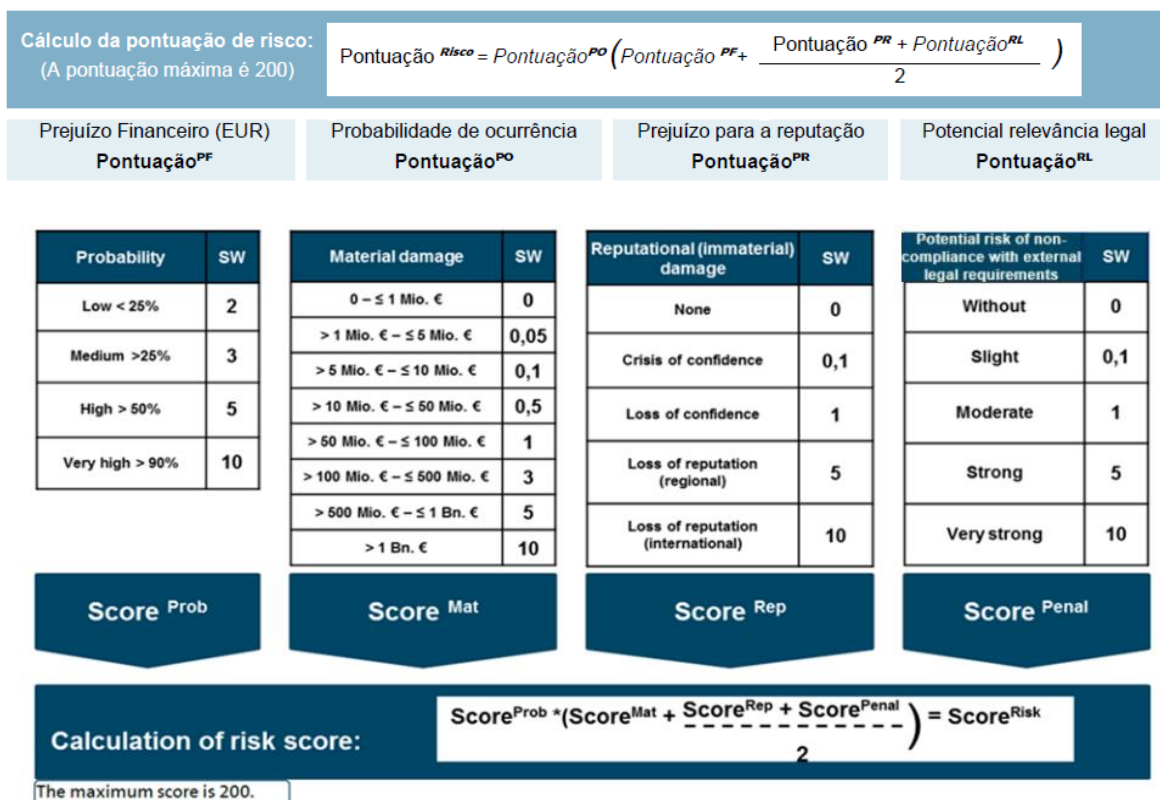 Cálculo da pontuação de risco:
(A pontuação máxima é 200)
Pontuação Risco = Pontuação PO (Pontuação PF + Pontuação PR + Pontuação RL )
2
Prejuízo Financeiro (EUR)
Pontuação PF
Probabilidade de ocurrência
Pontuação PO
Prejuízo para a reputação
Pontuação PR
Potencial relevância legal
Pontuação RL
Probability SW
Low < 25% 2
Medium >25% 3
High > 50% 5
Very high > 90% 10
Material damage SW
0 – ≤ 1 Mio. € 0
> 1 Mio. € – ≤ 5 Mio. € 0,05
> 5 Mio. € – ≤ 10 Mio. € 0,1
> 10 Mio. € – ≤ 50 Mio. € 0,5
> 50 Mio. € – ≤ 100 Mio. € 1
> 100 Mio. € – ≤ 500 Mio. € 3
> 500 Mio. € – ≤ 1 Bn. € 5
> 1 Bn. € 10
Reputational (immaterial)
damage SW
None 0
Crisis of confidence 0,1
Loss of confidence 1
Loss of reputation
(regional) 5
Loss of reputation
(international) 10
Potential risk of non-
compliance with external
legal requirements SW
Without 0
Slight 0,1
Moderate 1
Strong 5
Very strong 10
Score Prob
Score Mat
Score Rep
Score Penal
Calculation of risk score:
Score Prob *(Score Mat + Score Rep + Score Penal ) = Score Risk
2
The maximum score is 200.